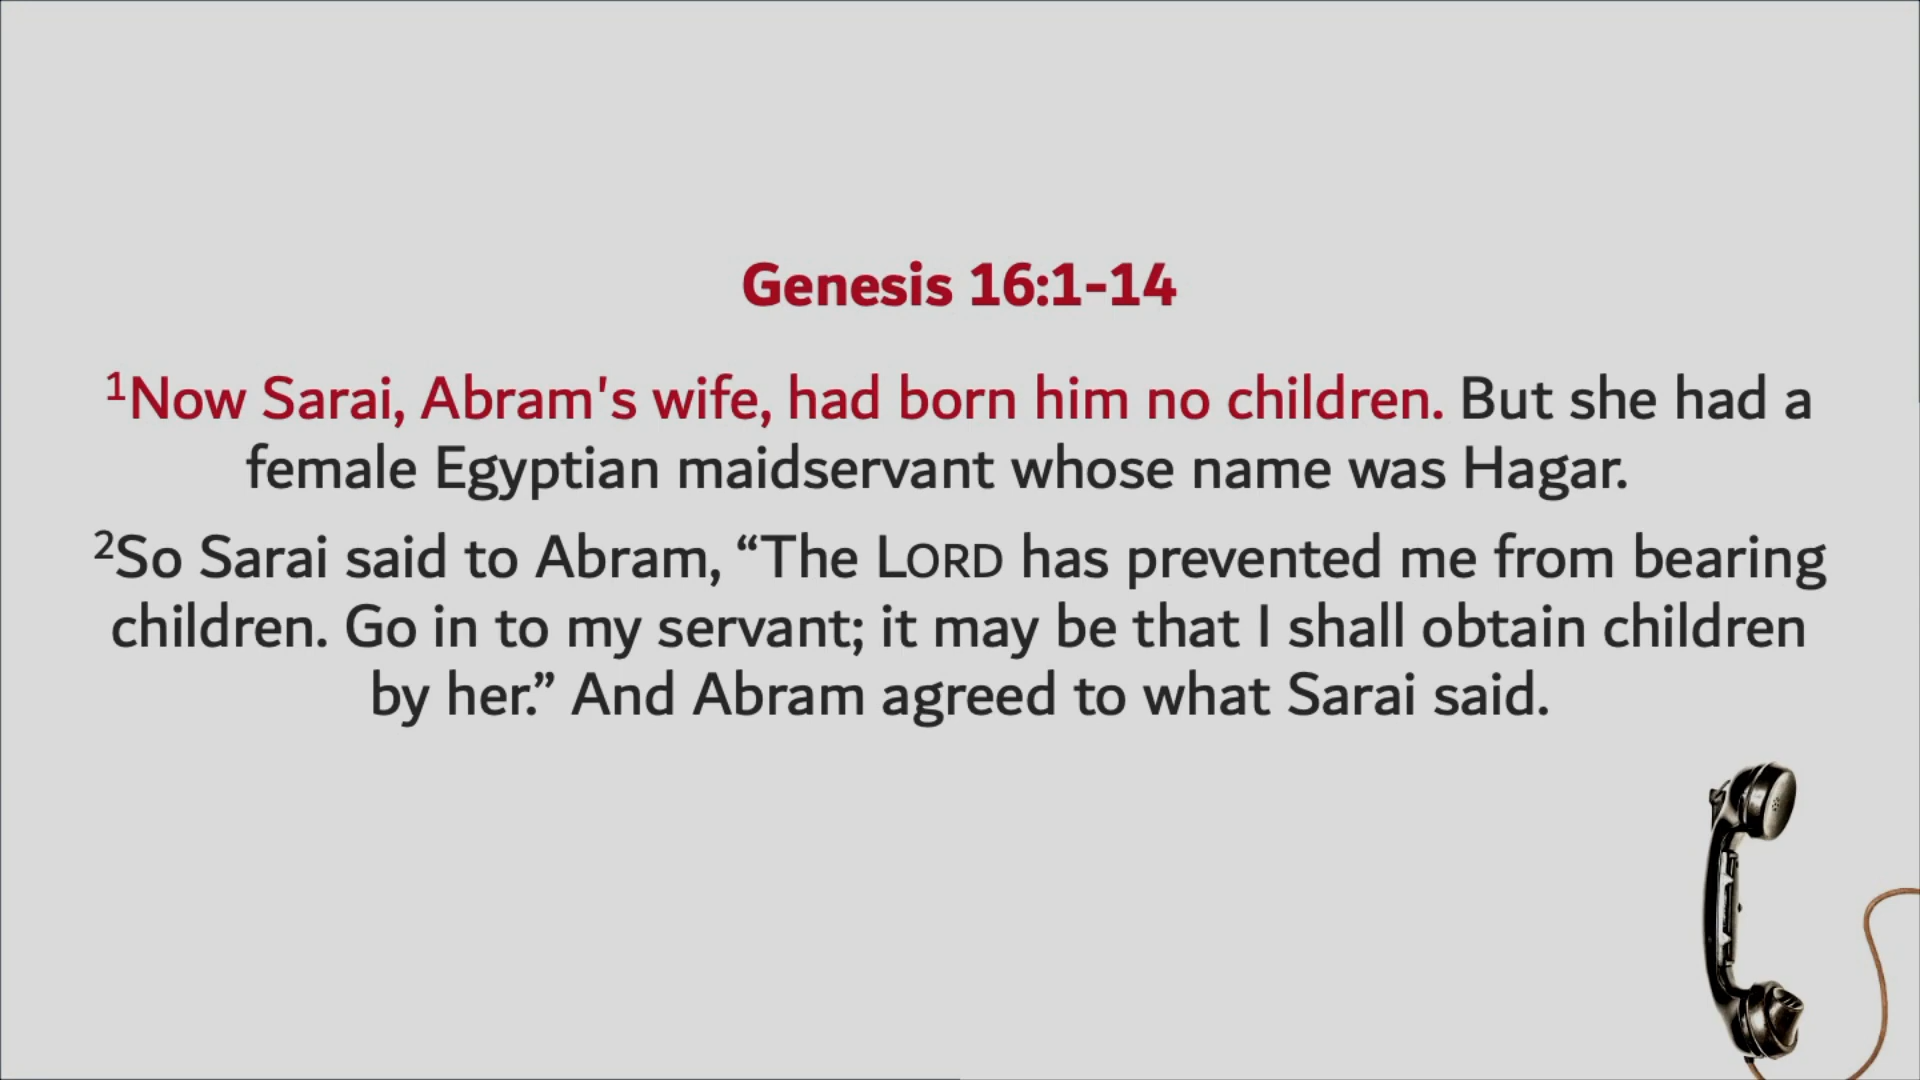 Genesis 16:1-14
¹Now Sarai, Abram's wife, had born him no children. But she had a
female Egyptian maidservant whose name was Hagar.
²So Sarai said to Abram, “The LORD has prevented me from bearing
children. Go in to my servant; it may be that I shall obtain children
by her.” And Abram agreed to what Sarai said.